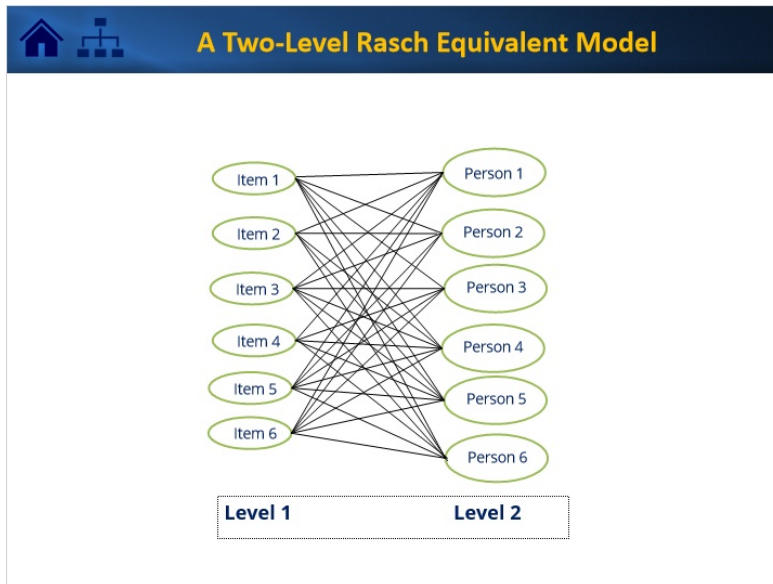 A Two-Level Rasch Equivalent Model
Item 1
Person 1
Item 2
Person 2
Item 3
Person 3
Item 4
Person 4
Item 5
Person 5
Item 6
Person 6
Level 1
Level 2